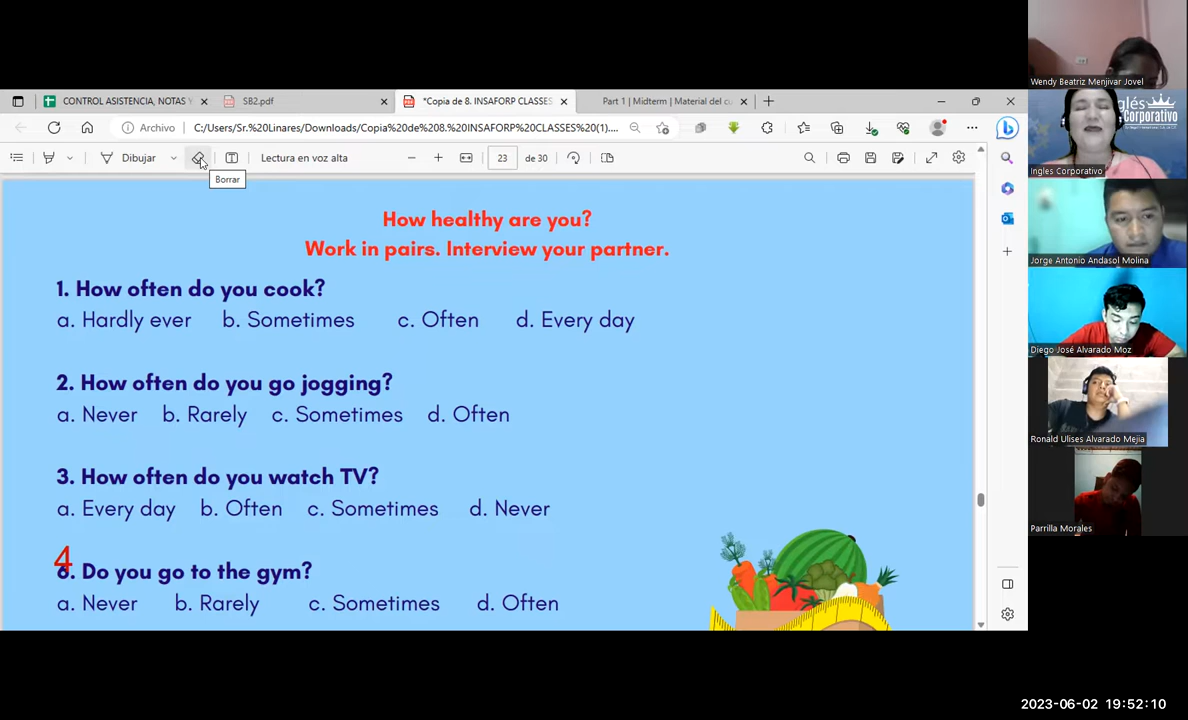 CONTROL ASISTENCIA, NOTAS Y
SB2.pdf
*Copia de 8. INSAFORP CLASSES
Part 1 | Midterm | Material del cu
Archivo
C:/Users/Sr.%20Linares/Downloads/Copia%20de%208.%20INSAFORP%20CLASSES%20(1)....
Dibujar
Lectura en voz alta
23
de 30
Borrar
How healthy are you?
Work in pairs. Interview your partner.
1. How often do you cook?
a. Hardly ever b. Sometimes c. Often d. Every day
2. How often do you go jogging?
a. Never b. Rarely c. Sometimes d. Often
3. How often do you watch TV?
a. Every day b. Often c. Sometimes d. Never
4
6. Do you go to the gym?
a. Never b. Rarely c. Sometimes d. Often
Wendy Beatriz Menjivar Jovel
glés
Corporativo
Ingles Corporativo
Jorge Antonio Andasol Molina
Diego José Alvarado Moz
Ronald Ulises Alvarado Mejia
Parrilla Morales
2023-06-02 19:52:10